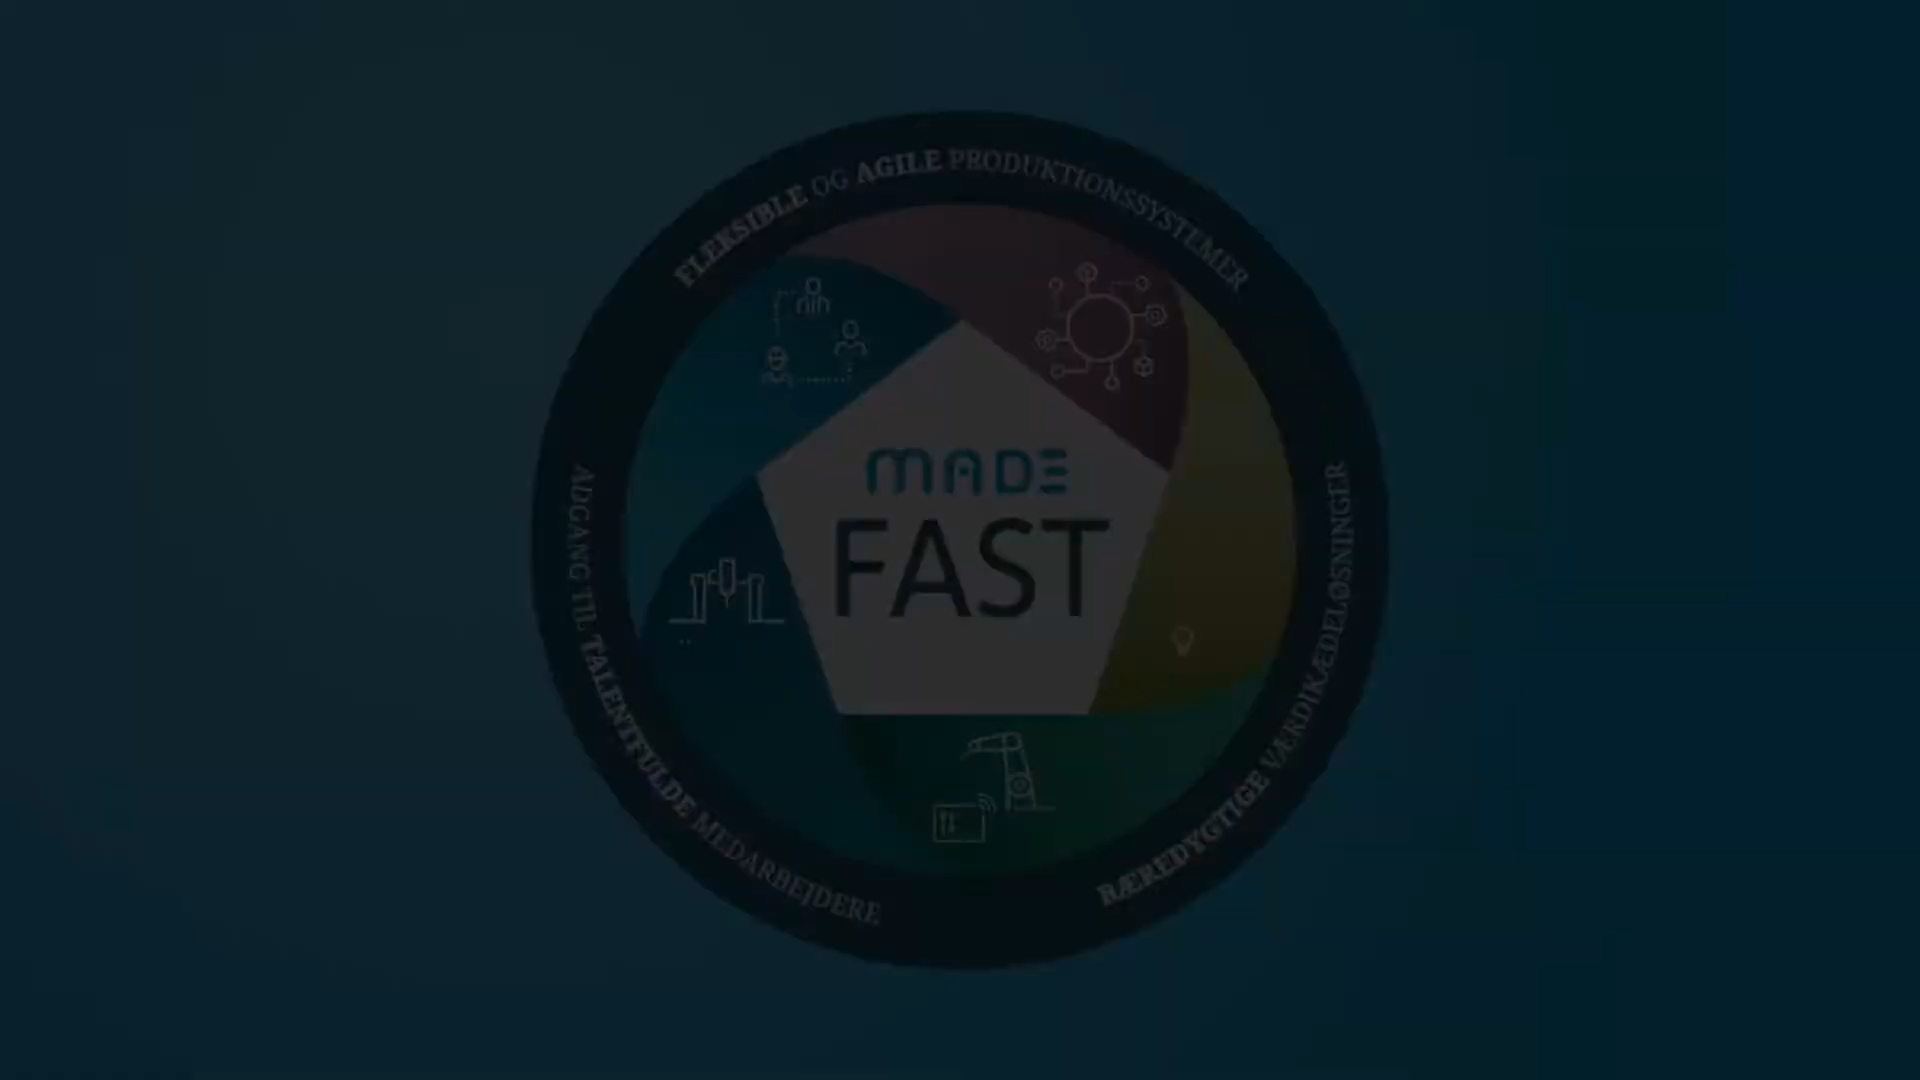 FLEKSIBLE OG AGILE PRODUKTIONSSYSTEMER
MADE
FAST
ADGANG TIL TALENTFULDE MEDARBEJDERE
BÆREDYGTIGE VÆRDIKÆDELØSNINGER